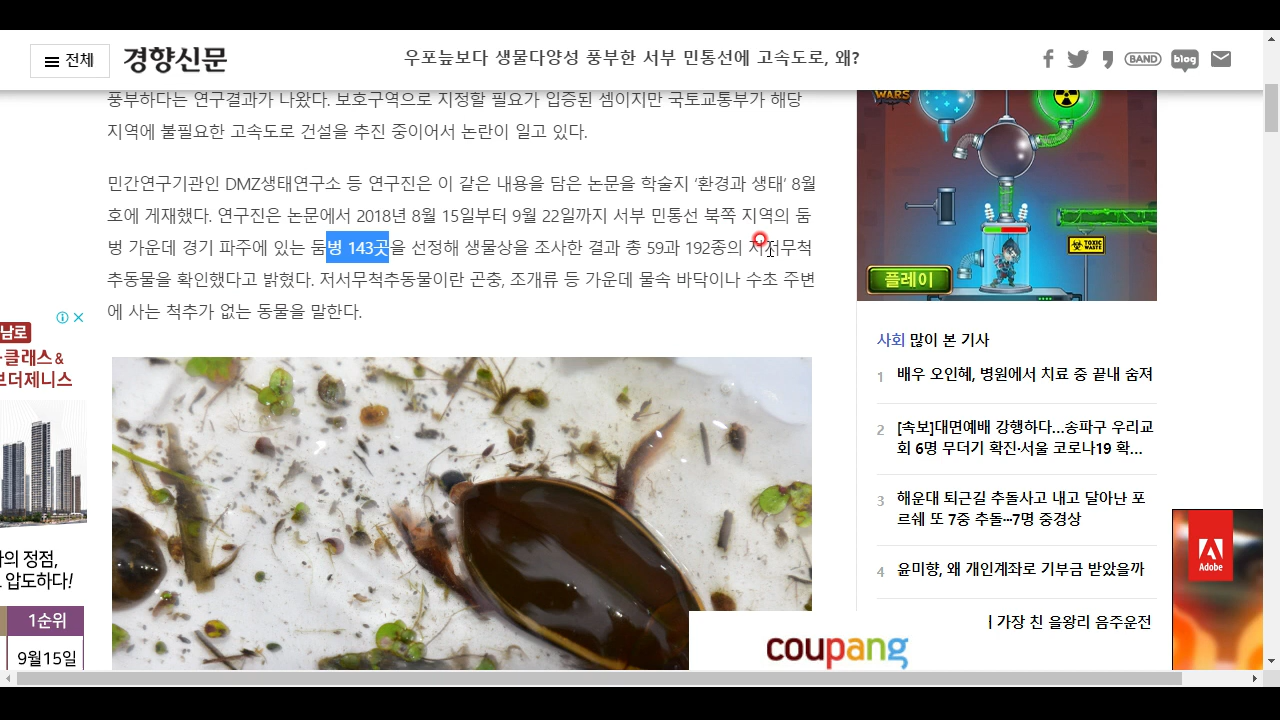 전체
경향신문
우포늪보다 생물다양성 풍부한 서부 민통선에 고속도로, 왜?
BAND
blog
풍부하다는 연구결과가 나왔다. 보호구역으로 지정할 필요가 입증된 셈이지만 국토교통부가 해당
지역에 불필요한 고속도로 건설을 추진 중이어서 논란이 일고 있다.
민간연구기관인 DMZ생태연구소 등 연구진은 이 같은 내용을 담은 논문을 학술지 ‘환경과 생태’ 8월
호에 게재했다. 연구진은 논문에서 2018년 8월 15일부터 9월 22일까지 서부 민통선 북쪽 지역의 둠
벙 가운데 경기 파주에 있는 둠벙 143곳을 선정해 생물상을 조사한 결과 총 59과 192종의 저서무척
추동물을 확인했다고 밝혔다. 저서무척추동물이란 곤충, 조개류 등 가운데 물속 바닥이나 수초 주변
에 사는 척추가 없는 동물을 말한다.
WARS
TOXIC WASTE
플레이
사회 많이 본 기사
1 배우 오인혜, 병원에서 치료 중 끝내 숨져
2 [속보]대면예배 강행하다…송파구 우리교
회 6명 무더기 확진·서울 코로나19 확…
3 해운대 퇴근길 추돌사고 내고 달아난 포
르쉐 또 7중 추돌…7명 중경상
4 윤미향, 왜 개인계좌로 기부금 받았을까
가장 친 을왕리 음주운전
남로
클래스&
더제니스
의 정점,
압도하다!
1순위
9월15일
coupang
Adobe